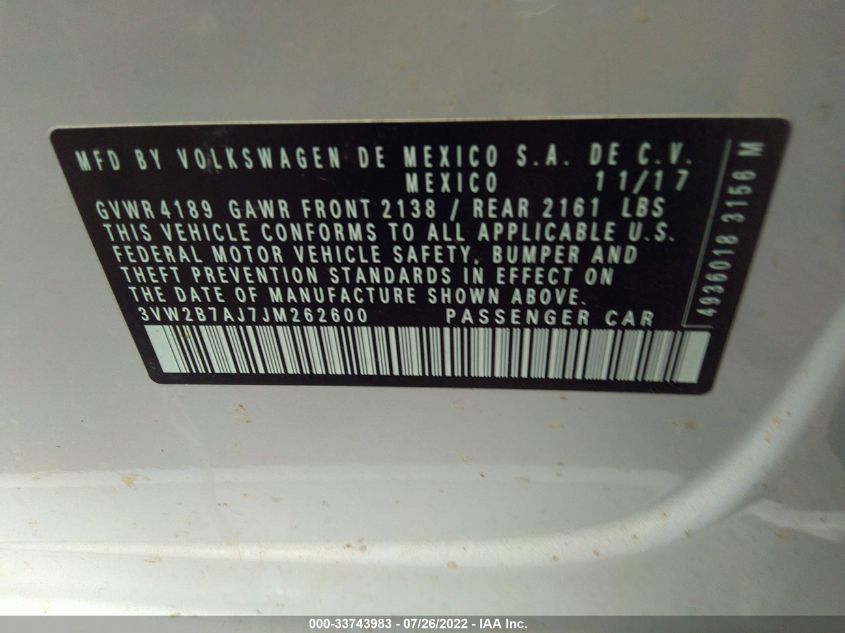 MFD BY VOLKSWAGEN DE MEXICO S.A. DE C.V.
MEXICO 11/17
GVWR 4189 GAWR FRONT 2138 / REAR 2161 LBS
THIS VEHICLE CONFORMS TO ALL APPLICABLE U.S.
FEDERAL MOTOR VEHICLE SAFETY, BUMPER AND
THEFT PREVENTION STANDARDS IN EFFECT ON
THE DATE OF MANUFACTURE SHOWN ABOVE.
3VW2B7AJ7JM262600 PASSENGER CAR
4936018 3156 M
000-33743983 / 07/26/2022 - IAA Inc.